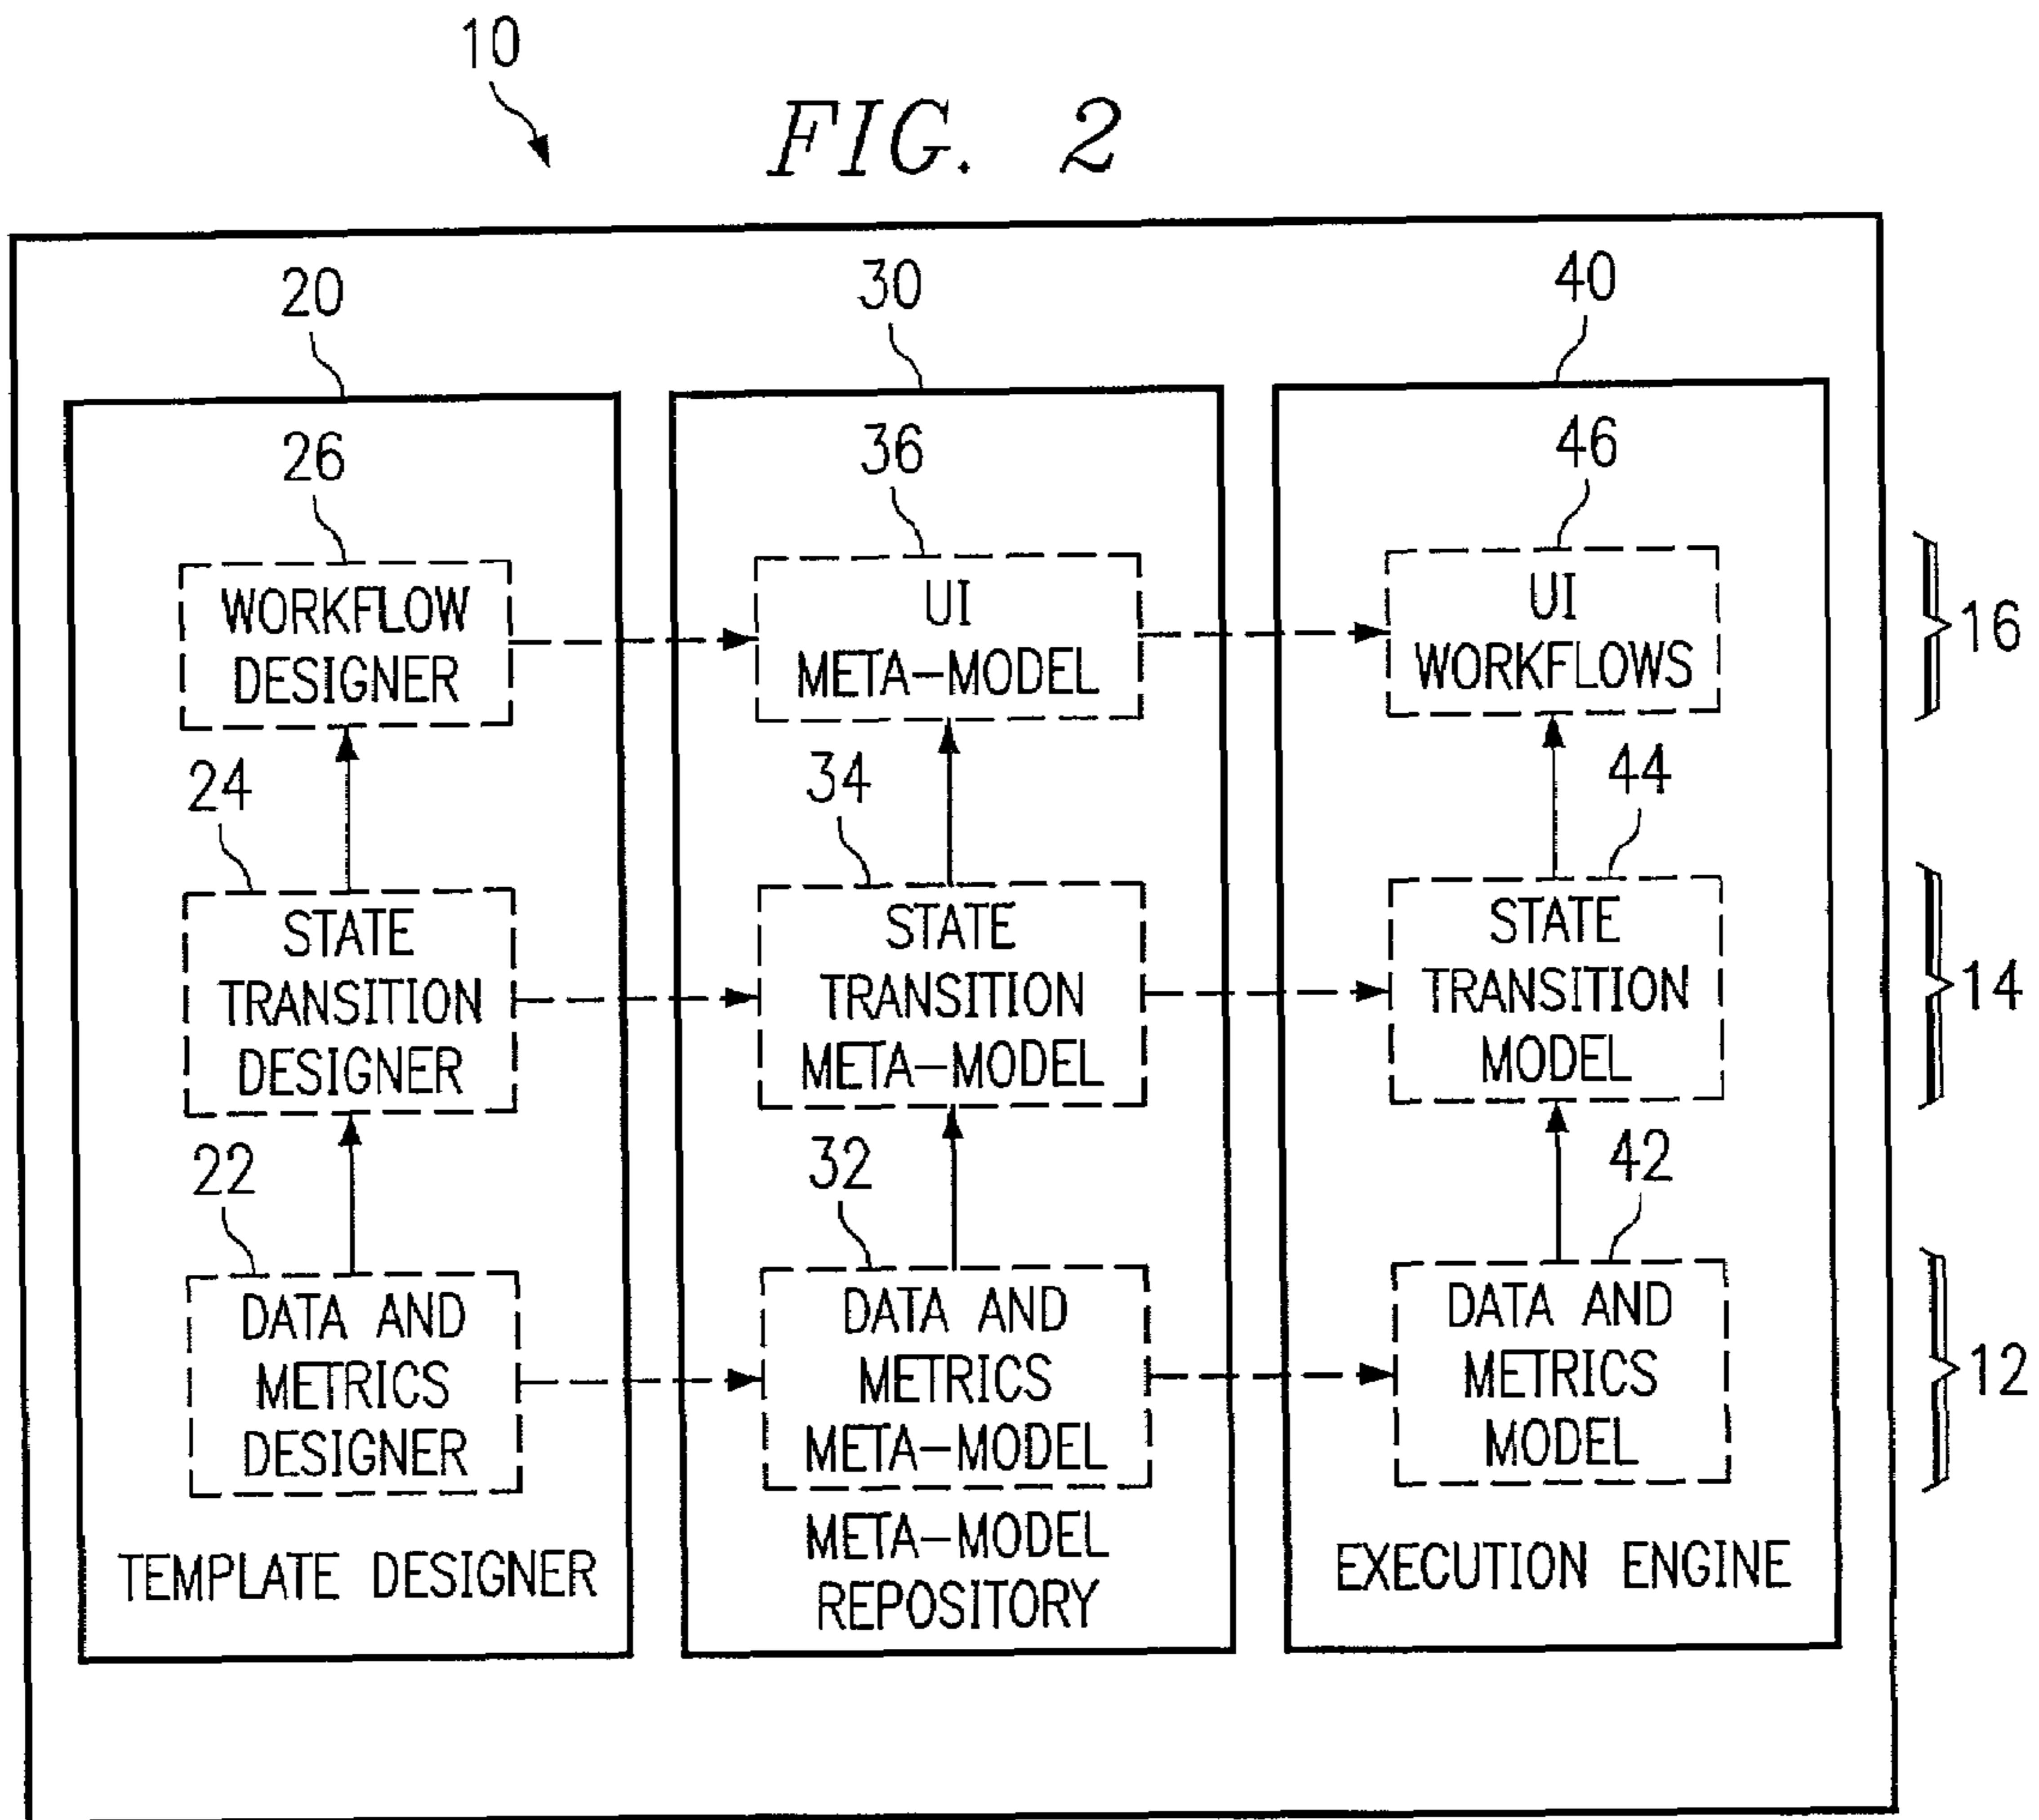 10
FIG. 2
20
30
40
26
36
46
WORKFLOW
DESIGNER
UI
META-MODEL
UI
WORKFLOWS
16
24
34
44
STATE
TRANSITION
DESIGNER
STATE
TRANSITION
META-MODEL
STATE
TRANSITION
MODEL
14
22
32
42
DATA AND
METRICS
DESIGNER
DATA AND
METRICS
META-MODEL
DATA AND
METRICS
MODEL
12
TEMPLATE DESIGNER
META-MODEL
REPOSITORY
EXECUTION ENGINE